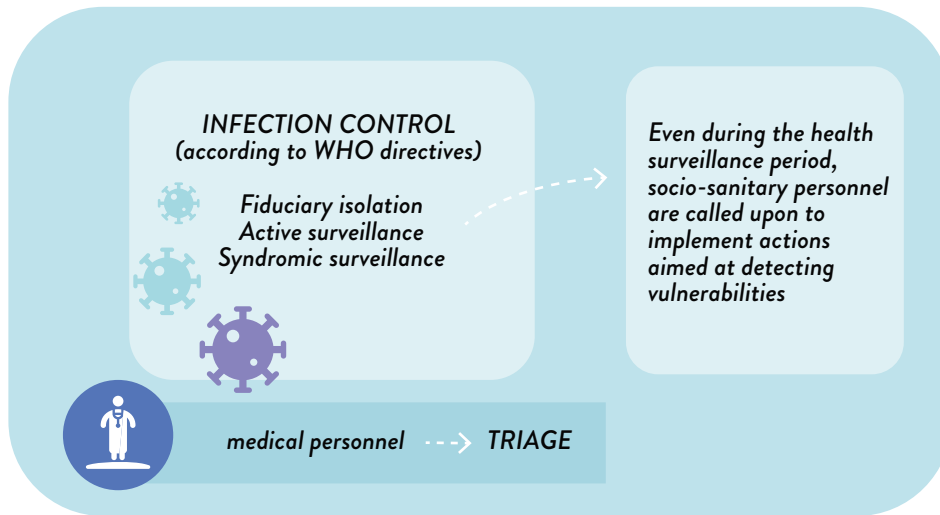 INFECTION CONTROL
(according to WHO directives)
Fiduciary isolation
Active surveillance
Syndromic surveillance
Even during the health
surveillance period,
socio-sanitary personnel
are called upon to
implement actions
aimed at detecting
vulnerabilities
medical personnel
TRIAGE